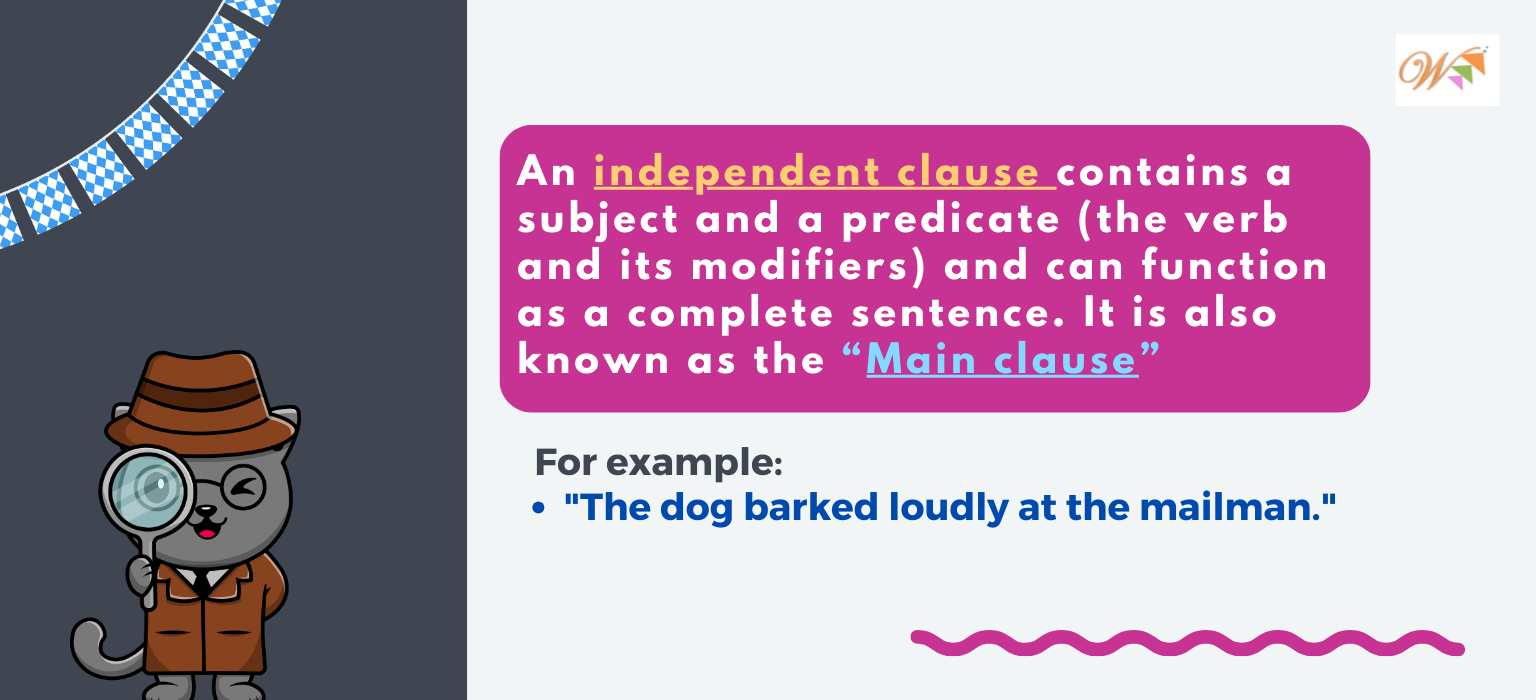 W
An independent clause contains a
subject and a predicate (the verb
and its modifiers) and can function
as a complete sentence. It is also
known as the “Main clause”
For example:
• "The dog barked loudly at the mailman."